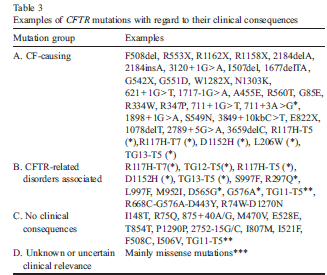 Table 3
Examples of CFTR mutations with regard to their clinical consequences
Mutation group Examples
A. CF-causing F508del, R553X, R1162X, R1158X, 2184delA,
2184insA, 3120+1G>A, I507del, 1677delTA,
G542X, G551D, W1282X, N1303K,
621+1G>T, 1717-1G>A, A455E, R560T, G85E,
R334W, R347P, 711+1G>T, 711+3A>G*,
1898+1G>A, S549N, 3849+10kbC>T, E822X,
1078delT, 2789+5G>A, 3659delC, R117H-T5
(*),R117H-T7 (*), D1152H (*), L206W (*),
TG13-T5 (*)
B. CFTR-related R117H-T7(*), TG12-T5(*), R117H-T5 (*),
disorders associated D1152H (*), TG13-T5 (*), S997F, R297Q*,
L997F, M952I, D565G*, G576A*, TG11-T5**,
R668C-G576A-D443Y, R74W-D1270N
C. No clinical I148T, R75Q, 875+40A/G, M470V, E528E,
consequences T854T, P1290P, 2752-15G/C, I807M, I521F,
F508C, I506V, TG11-T5**
D. Unknown or uncertain Mainly missense mutations***
clinical relevance